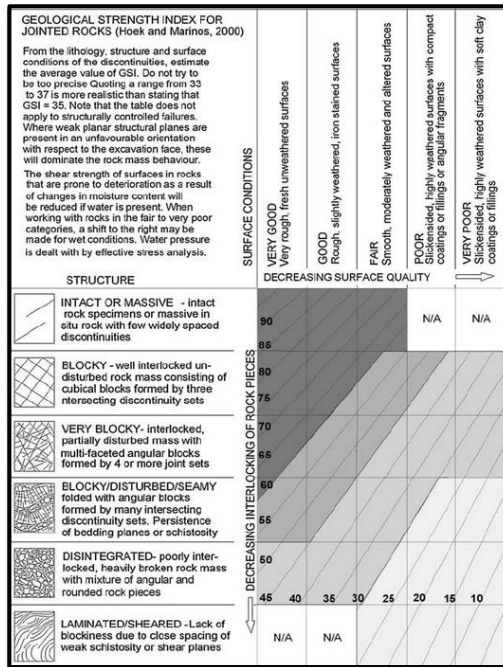 GEOLOGICAL STRENGTH INDEX FOR
JOINTED ROCKS (Hoek and Marinos, 2000)
From the lithology, structure and surface
conditions of the discontinuities, estimate
the average value of GSI. Do not try to
be too precise Quoting a range from 33
to 37 is more realistic than stating that
GSI = 35. Note that the table does not
apply to structurally controlled failures.
Where weak planar structural planes are
present in an unfavourable orientation
with respect to the excavation face, these
will dominate the rock mass behaviour.
The shear strength of surfaces in rocks
that are prone to deterioration as a result
of changes in moisture content will
be reduced if water is present. When
working with rocks in the fair to very poor
categories, a shift to the right may be
made for wet conditions. Water pressure
is dealt with by effective stress analysis.
STRUCTURE
SURFACE CONDITIONS
VERY GOOD
Very rough, fresh unweathered surfaces
GOOD
Rough, slightly weathered, iron stained surfaces
FAIR
Smooth, moderately weathered and altered surfaces
POOR
Slickensided, highly weathered surfaces with compact
coatings or fillings or angular fragments
VERY POOR
Slickensided, highly weathered surfaces with soft clay
coatings or fillings
DECREASING SURFACE QUALITY
INTACT OR MASSIVE - intact
rock specimens or massive in
situ rock with few widely spaced
discontinuities
BLOCKY - well interlocked un-
disturbed rock mass consisting of
cubical blocks formed by three
ntersecting discontinuity sets
VERY BLOCKY- interlocked,
partially disturbed mass with
multi-faceted angular blocks
formed by 4 or more joint sets
BLOCKY/DISTURBED/SEAMY
folded with angular blocks
formed by many intersecting
discontinuity sets. Persistence
of bedding planes or schistosity
DISINTEGRATED- poorly inter-
locked, heavily broken rock mass
with mixture of angular and
rounded rock pieces
LAMINATED/SHEARED - Lack of
blockiness due to close spacing of
weak schistosity or shear planes
DECREASING INTERLOCKING OF ROCK PIECES
90
N/A
N/A
85
80
75
70
65
60
55
50
45 40 35 30 25 20 15 10
N/A
N/A